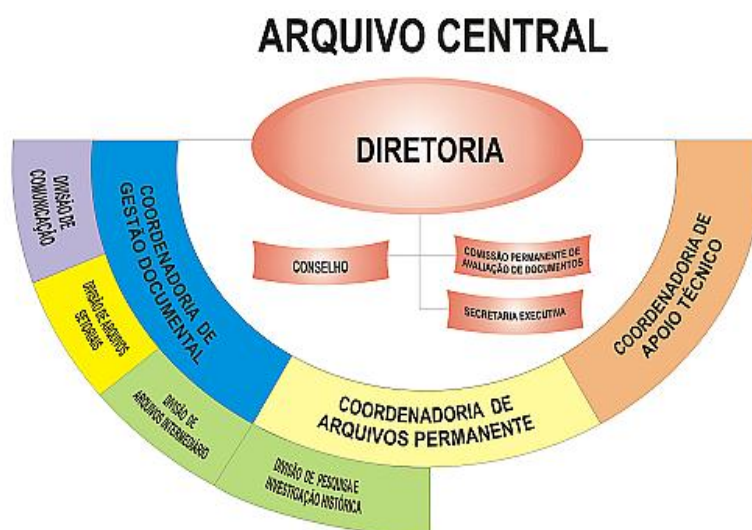 ARQUIVO CENTRAL
DIRETORIA
CONSELHO
COMISSÃO PERMANENTE DE
AVALIAÇÃO DE DOCUMENTOS
SECRETARIA EXECUTIVA
DIVISÃO DE
COMUNICAÇÃO
COORDENADORIA DE
GESTÃO DOCUMENTAL
DIVISÃO DE ARQUIVOS
SETORIAIS
DIVISÃO DE
ARQUIVOS INTERMEDIÁRIO
DIVISÃO DE PESQUISA E
INVESTIGAÇÃO HISTÓRICA
COORDENADORIA DE
ARQUIVOS PERMANENTE
COORDENADORIA DE
APOIO TÉCNICO